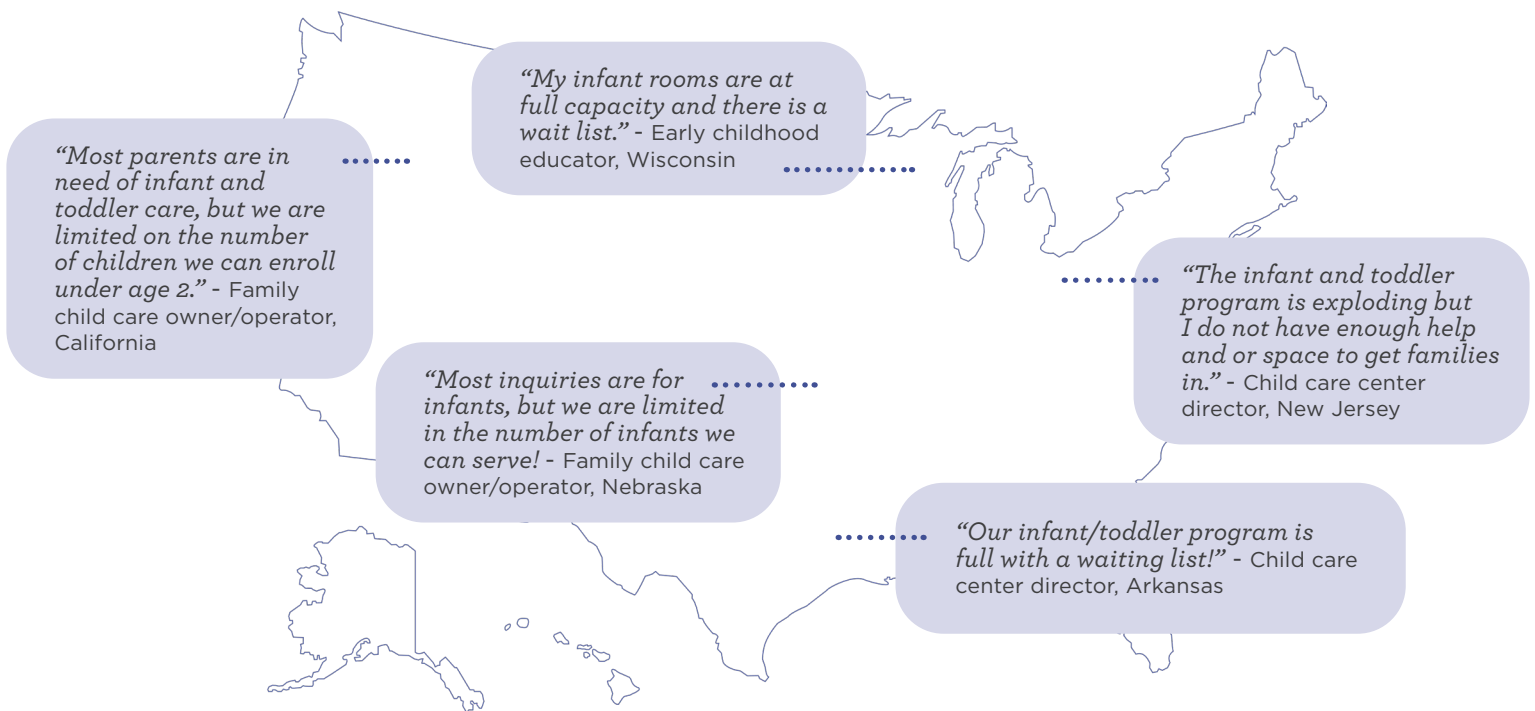 “My infant rooms are at
full capacity and there is a
wait list.” - Early childhood
educator, Wisconsin
“Most parents are in
need of infant and
toddler care, but we are
limited on the number
of children we can enroll
under age 2.” - Family
child care owner/operator,
California
“The infant and toddler
program is exploding but
I do not have enough help
and or space to get families
in.” - Child care center
director, New Jersey
“Most inquiries are for
infants, but we are limited
in the number of infants we
can serve! - Family child care
owner/operator, Nebraska
“Our infant/toddler program is
full with a waiting list!” - Child care
center director, Arkansas